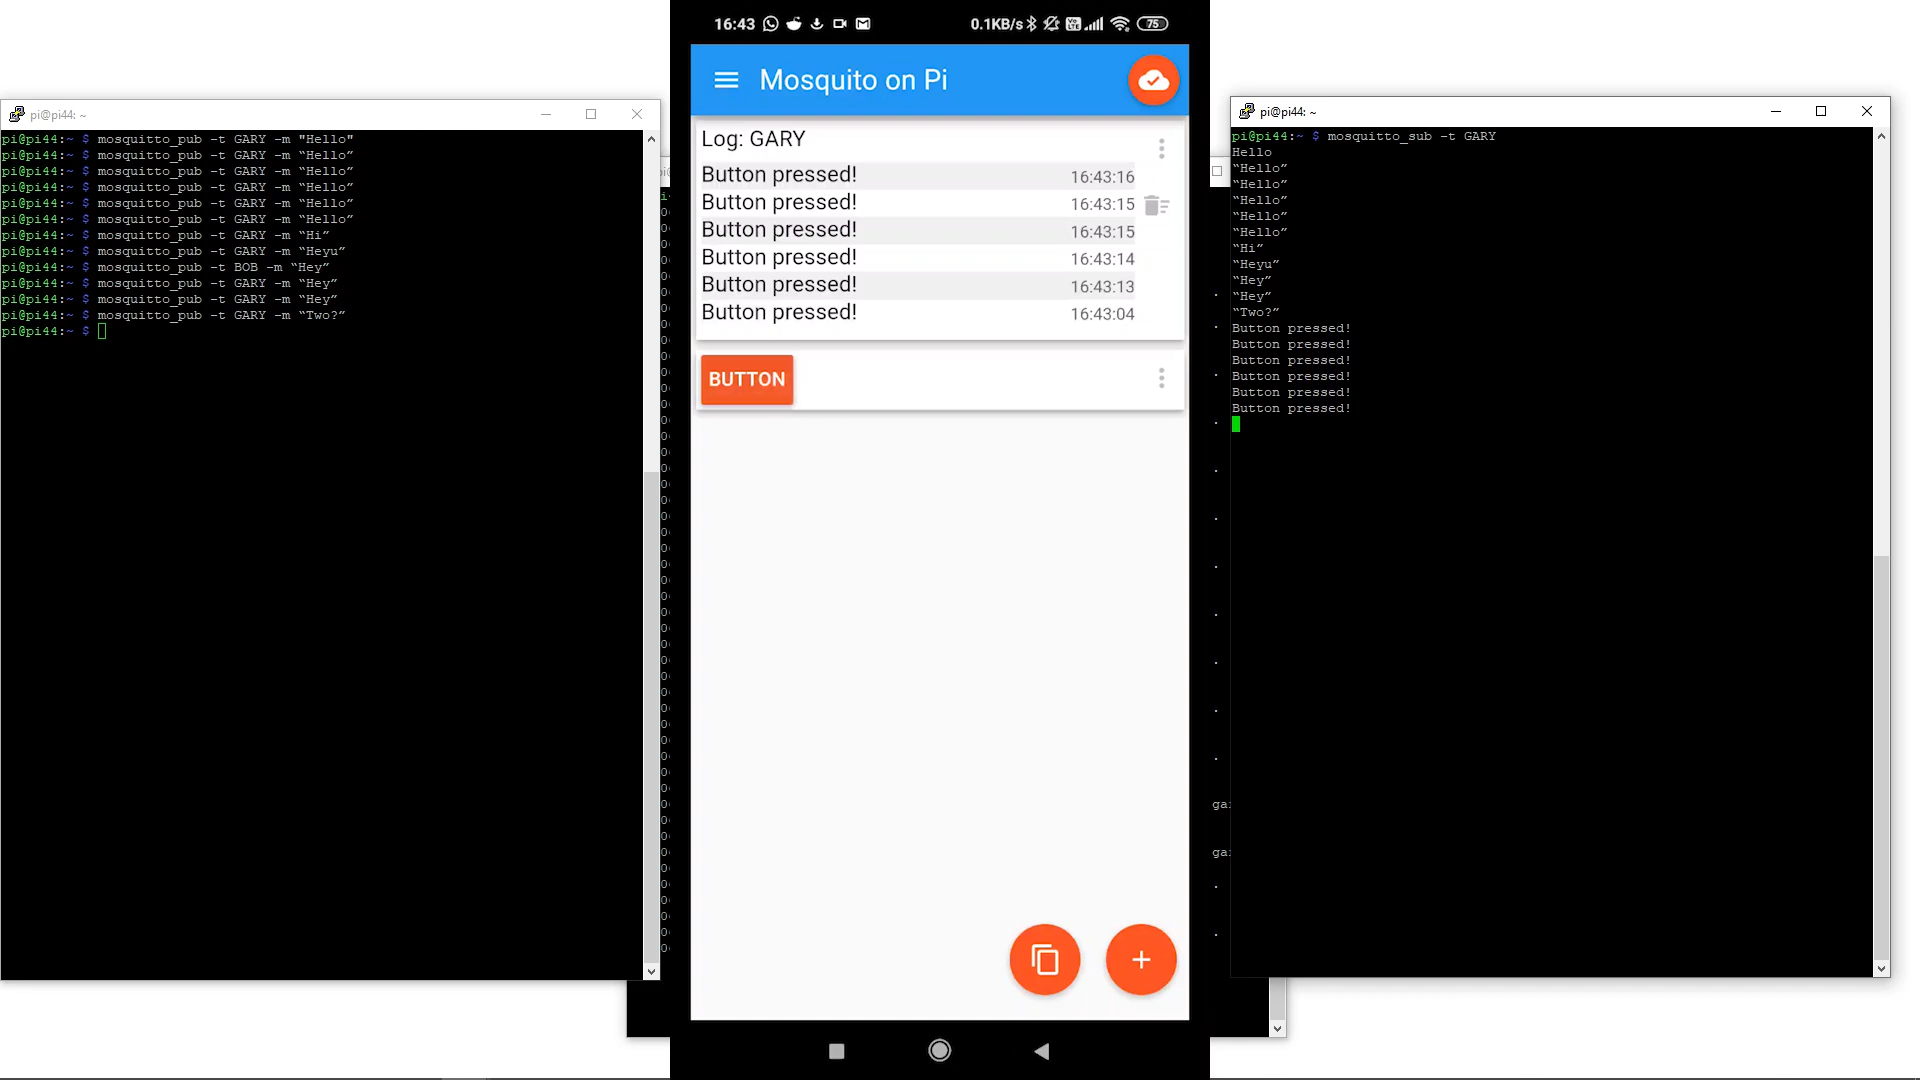 pi@pi44: ~
pi@pi44:~ $ mosquitto_pub -t GARY -m "Hello"
pi@pi44:~ $ mosquitto_pub -t GARY -m “Hello”
pi@pi44:~ $ mosquitto_pub -t GARY -m “Hello”
pi@pi44:~ $ mosquitto_pub -t GARY -m “Hello”
pi@pi44:~ $ mosquitto_pub -t GARY -m “Hello”
pi@pi44:~ $ mosquitto_pub -t GARY -m “Hello”
pi@pi44:~ $ mosquitto_pub -t GARY -m “Hi”
pi@pi44:~ $ mosquitto_pub -t GARY -m “Heyu”
pi@pi44:~ $ mosquitto_pub -t BOB -m “Hey”
pi@pi44:~ $ mosquitto_pub -t GARY -m “Hey”
pi@pi44:~ $ mosquitto_pub -t GARY -m “Hey”
pi@pi44:~ $ mosquitto_pub -t GARY -m “Two?”
pi@pi44:~ $
16:43 0.1KB/s 75
Mosquito on Pi
Log: GARY
Button pressed! 16:43:16
Button pressed! 16:43:15
Button pressed! 16:43:15
Button pressed! 16:43:14
Button pressed! 16:43:13
Button pressed! 16:43:04
BUTTON
pi@pi44: ~
pi@pi44:~ $ mosquitto_sub -t GARY
Hello
“Hello”
“Hello”
“Hello”
“Hello”
“Hello”
“Hi”
“Heyu”
“Hey”
“Hey”
“Two?”
Button pressed!
Button pressed!
Button pressed!
Button pressed!
Button pressed!
Button pressed!